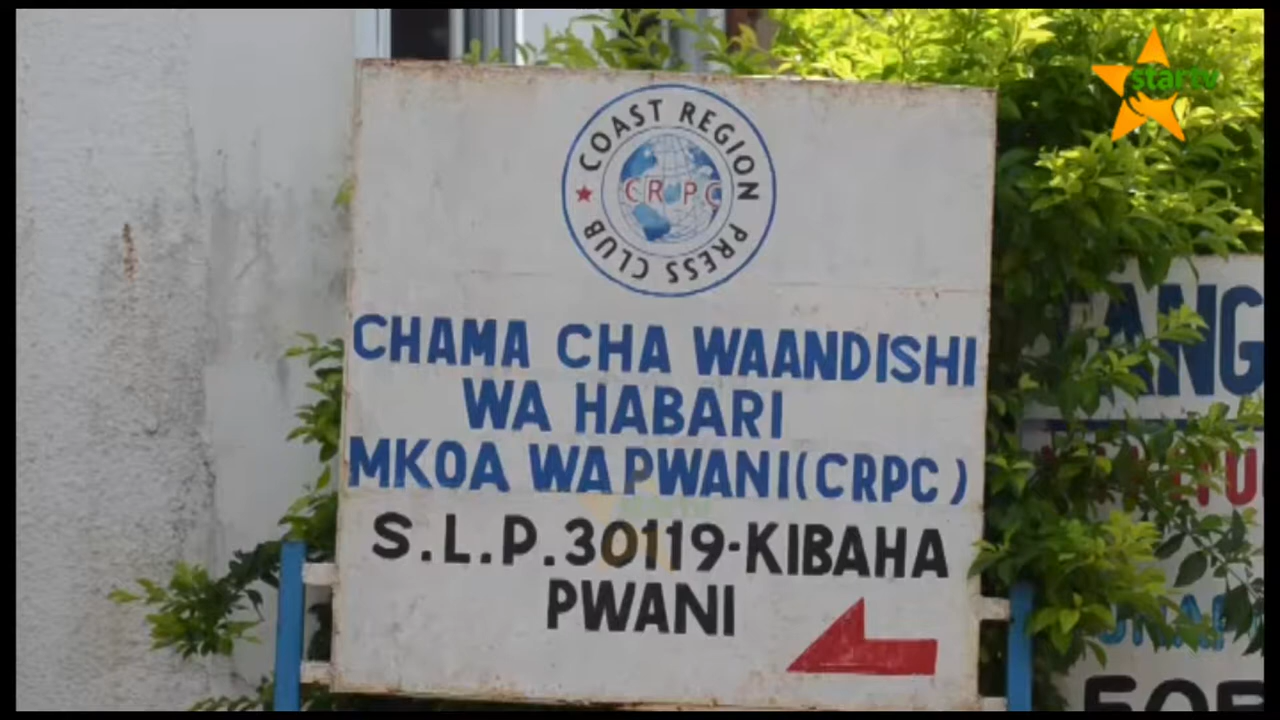 startv
COAST REGION PRESS CLUB
CRPC
CHAMA CHA WAANDISHI
WA HABARI
MKOA WA PWANI (CRPC)
S.L.P. 30119-KIBAHA
PWANI